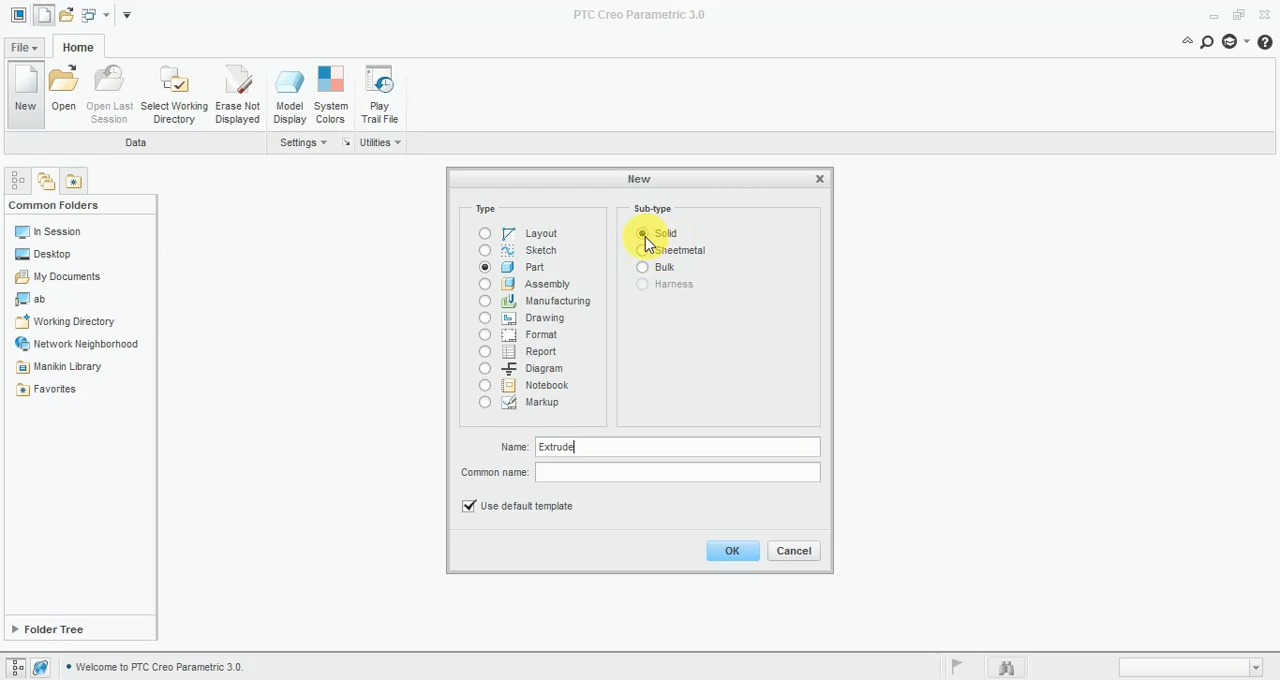 PTC Creo Parametric 3.0
File
Home
New
Open
Open Last Session
Select Working Directory
Erase Not Displayed
Model Display
System Colors
Play Trail File
Data
Settings
Utilities
Common Folders
In Session
Desktop
My Documents
ab
Working Directory
Network Neighborhood
Manikin Library
Favorites
Folder Tree
New
Type
Layout
Sketch
Part
Assembly
Manufacturing
Drawing
Format
Report
Diagram
Notebook
Markup
Sub-type
Solid
Sheetmetal
Bulk
Harness
Name: Extrude
Common name:
Use default template
OK
Cancel
• Welcome to PTC Creo Parametric 3.0.